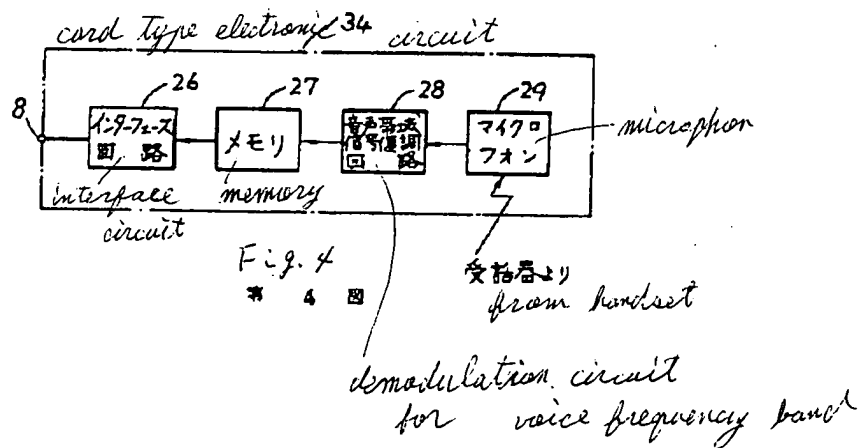 card type electronic 34 circuit
26
27
28
29
8
インターフェース
回路
メモリ
音声帯域
信号復調
回路
マイクロ
フォン
microphon
interface
circuit
memory
Fig. 4
第 4 図
受話器より
from handset
demodulation circuit
for voice frequency band